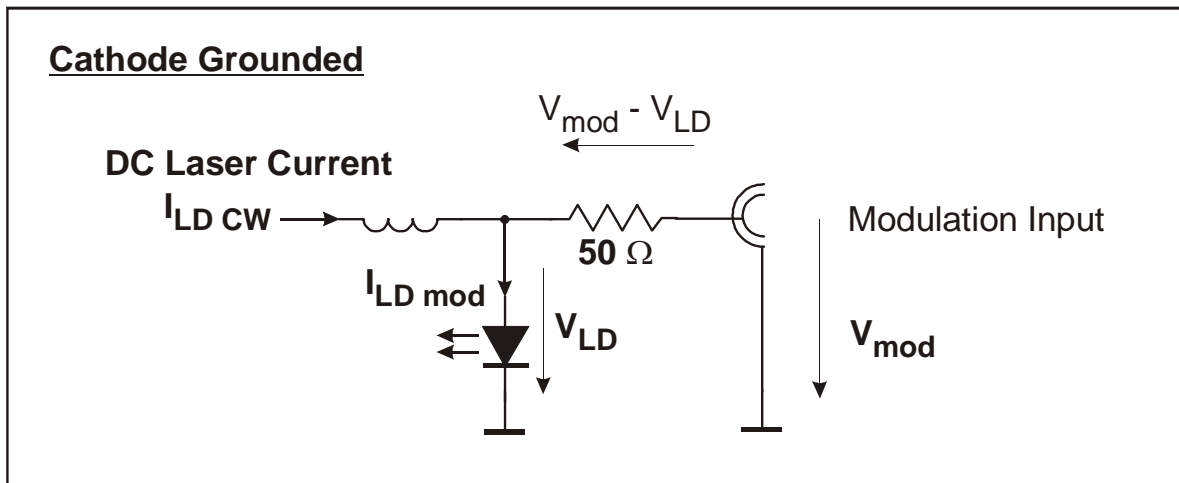 Cathode Grounded
V_mod - V_LD
DC Laser Current
I_LD CW
Modulation Input
50 Ω
I_LD mod
V_LD
V_mod